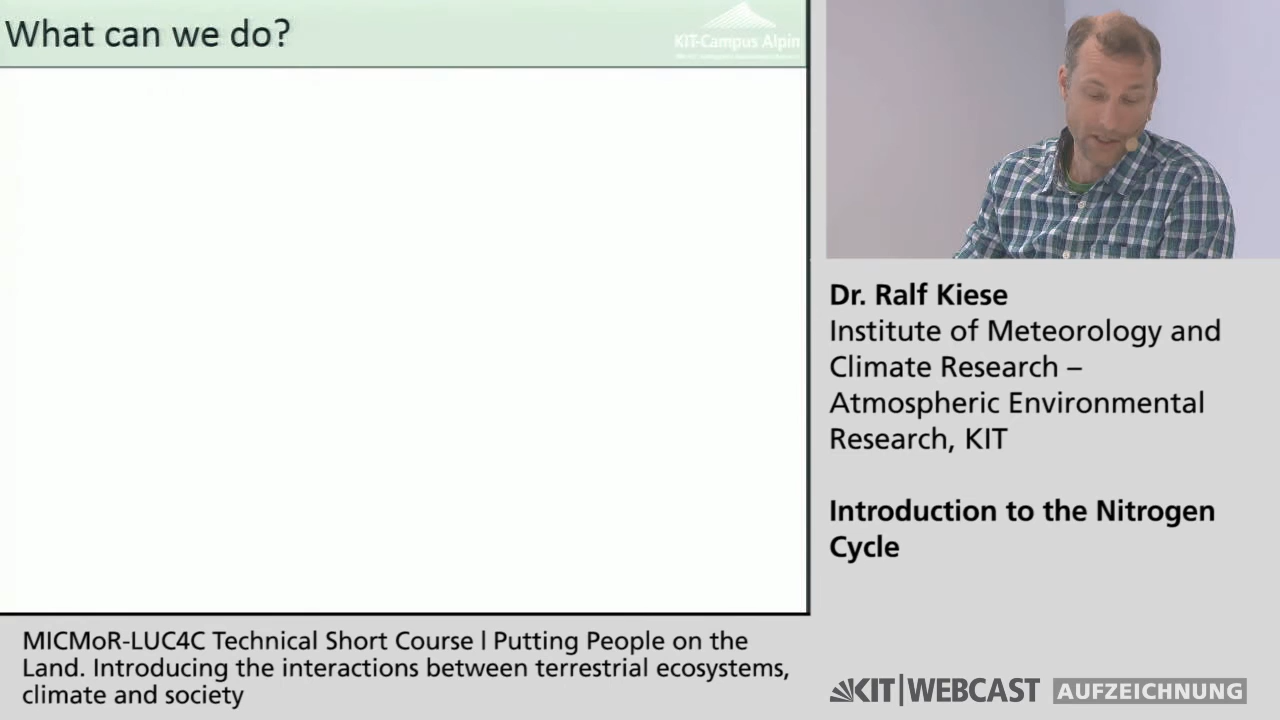 What can we do?
KIT-Campus Alpin
Dr. Ralf Kiese
Institute of Meteorology and
Climate Research –
Atmospheric Environmental
Research, KIT
Introduction to the Nitrogen
Cycle
MICMoR-LUC4C Technical Short Course | Putting People on the
Land. Introducing the interactions between terrestrial ecosystems,
climate and society
KIT|WEBCAST AUFZEICHNUNG